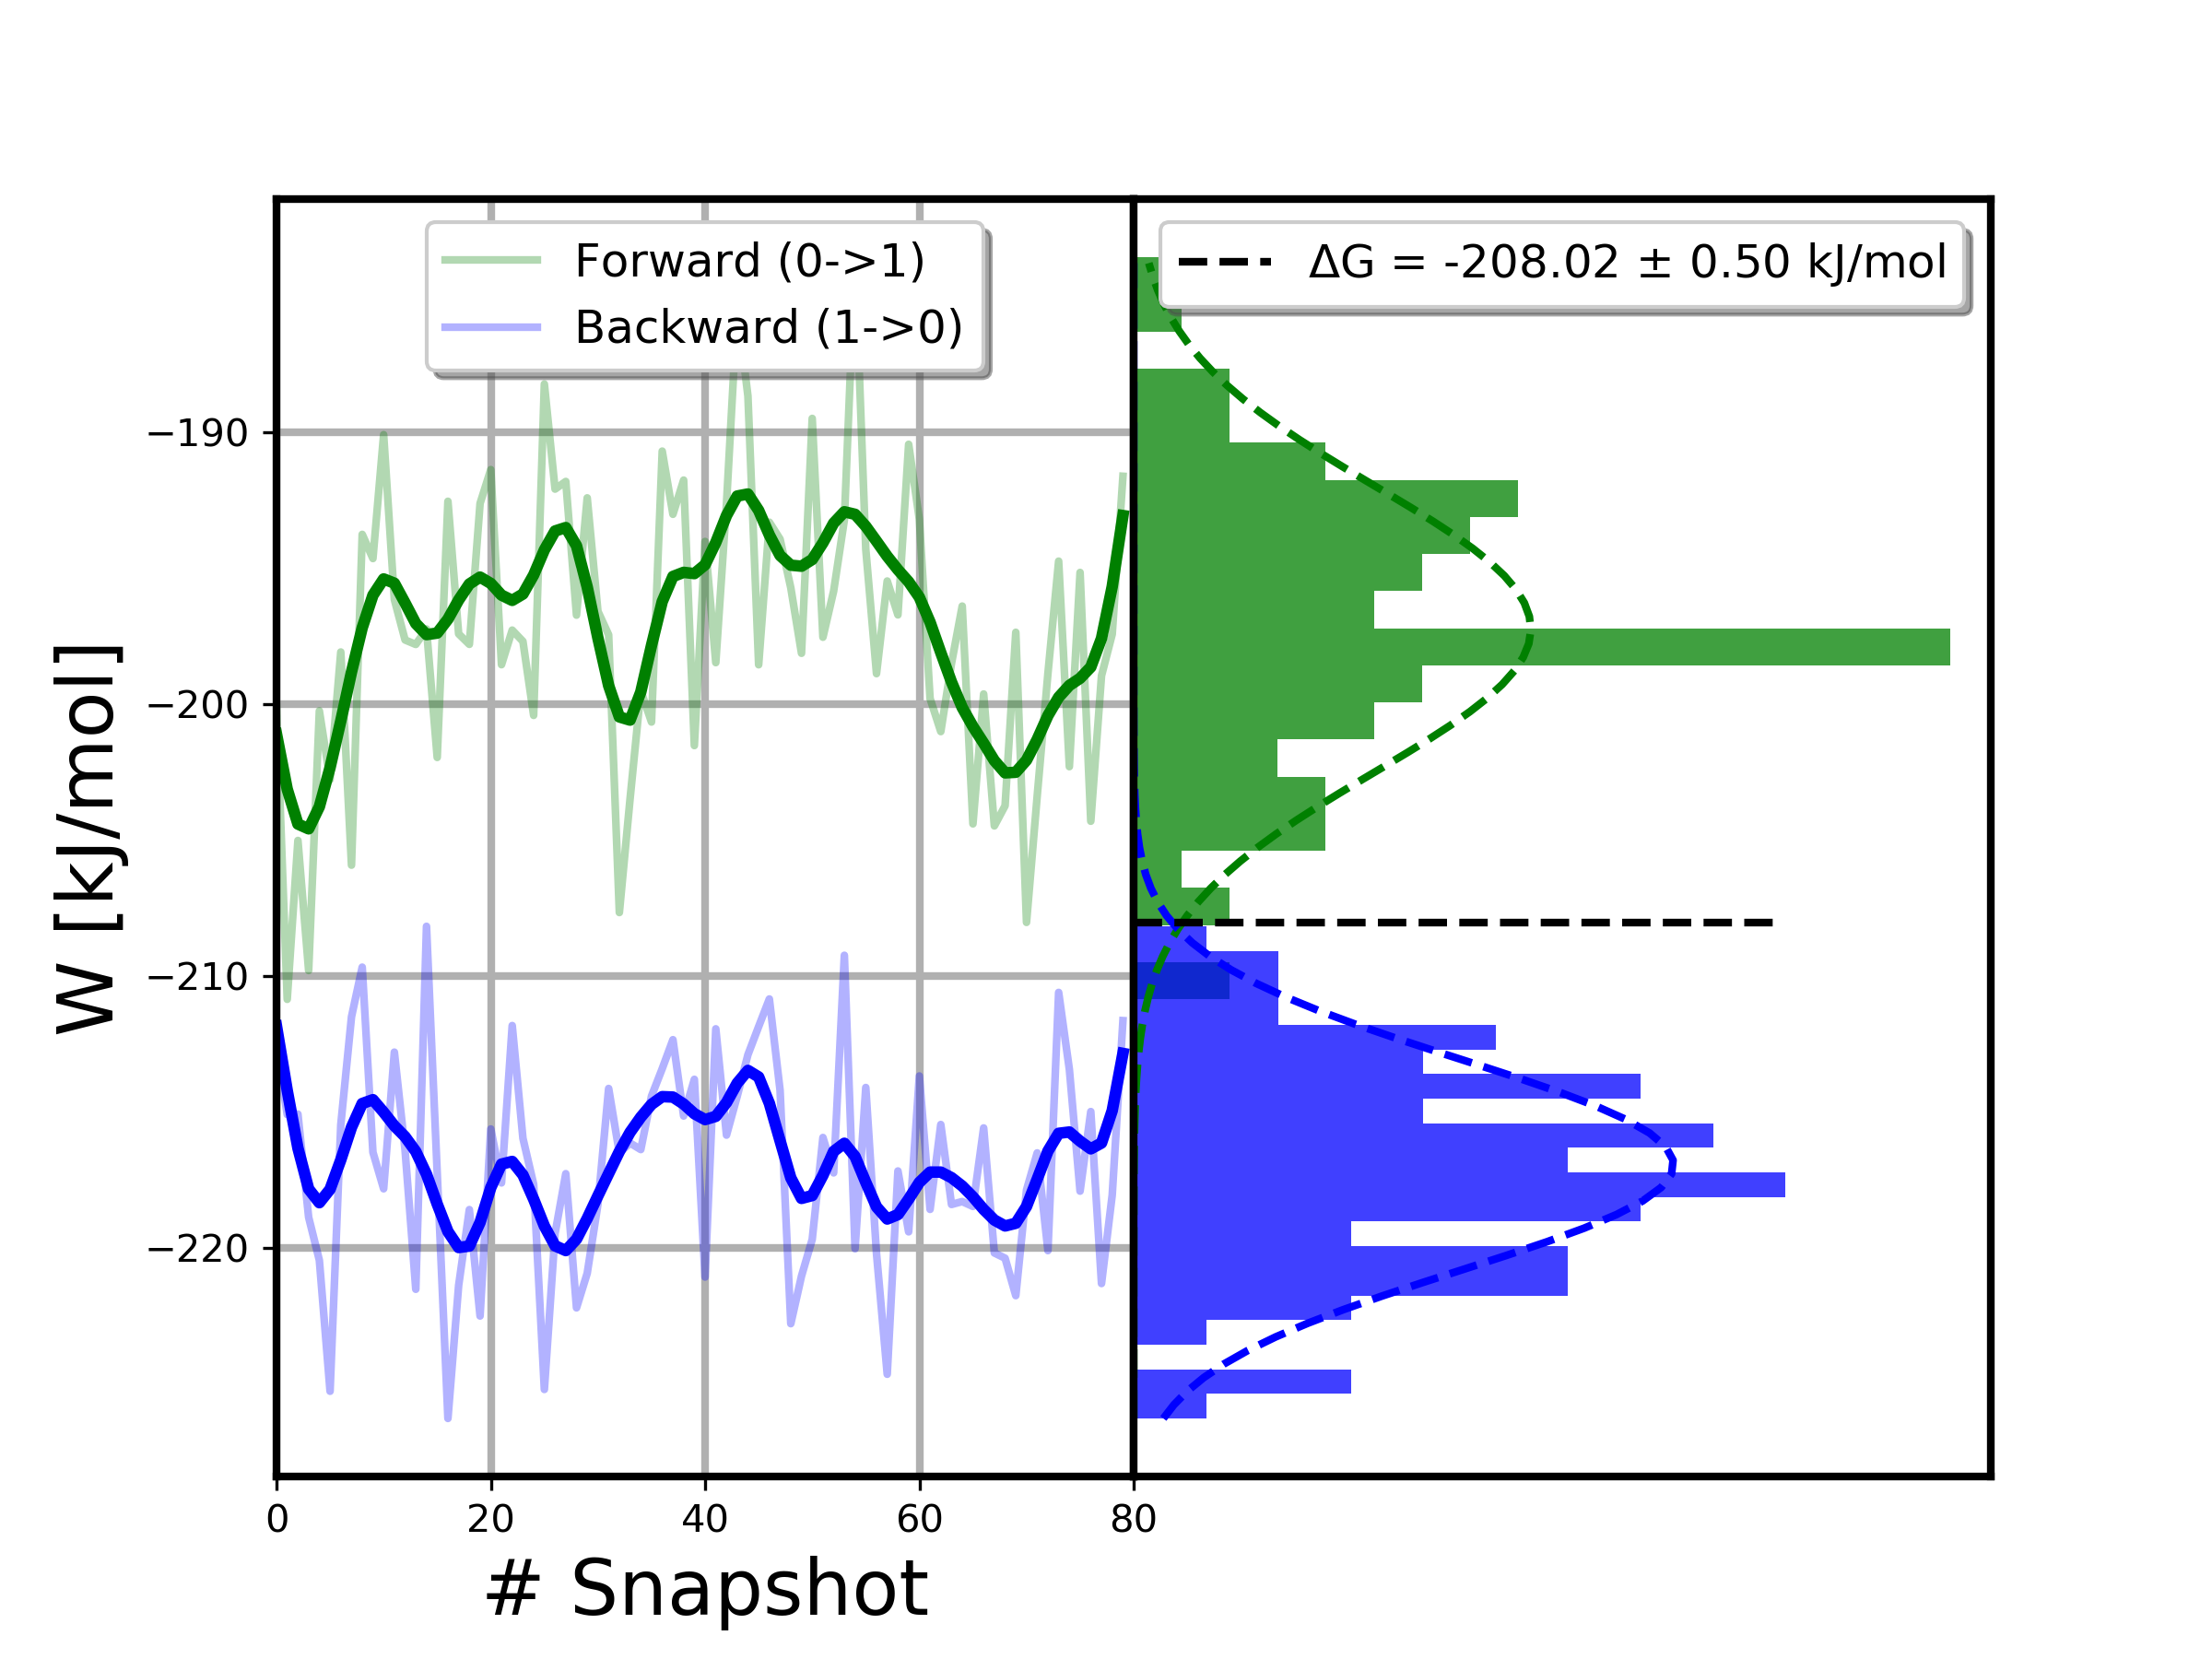 Forward (0->1)
Backward (1->0)
ΔG = -208.02 ± 0.50 kJ/mol
W [kJ/mol]
−190
−200
−210
−220
0 20 40 60 80
# Snapshot